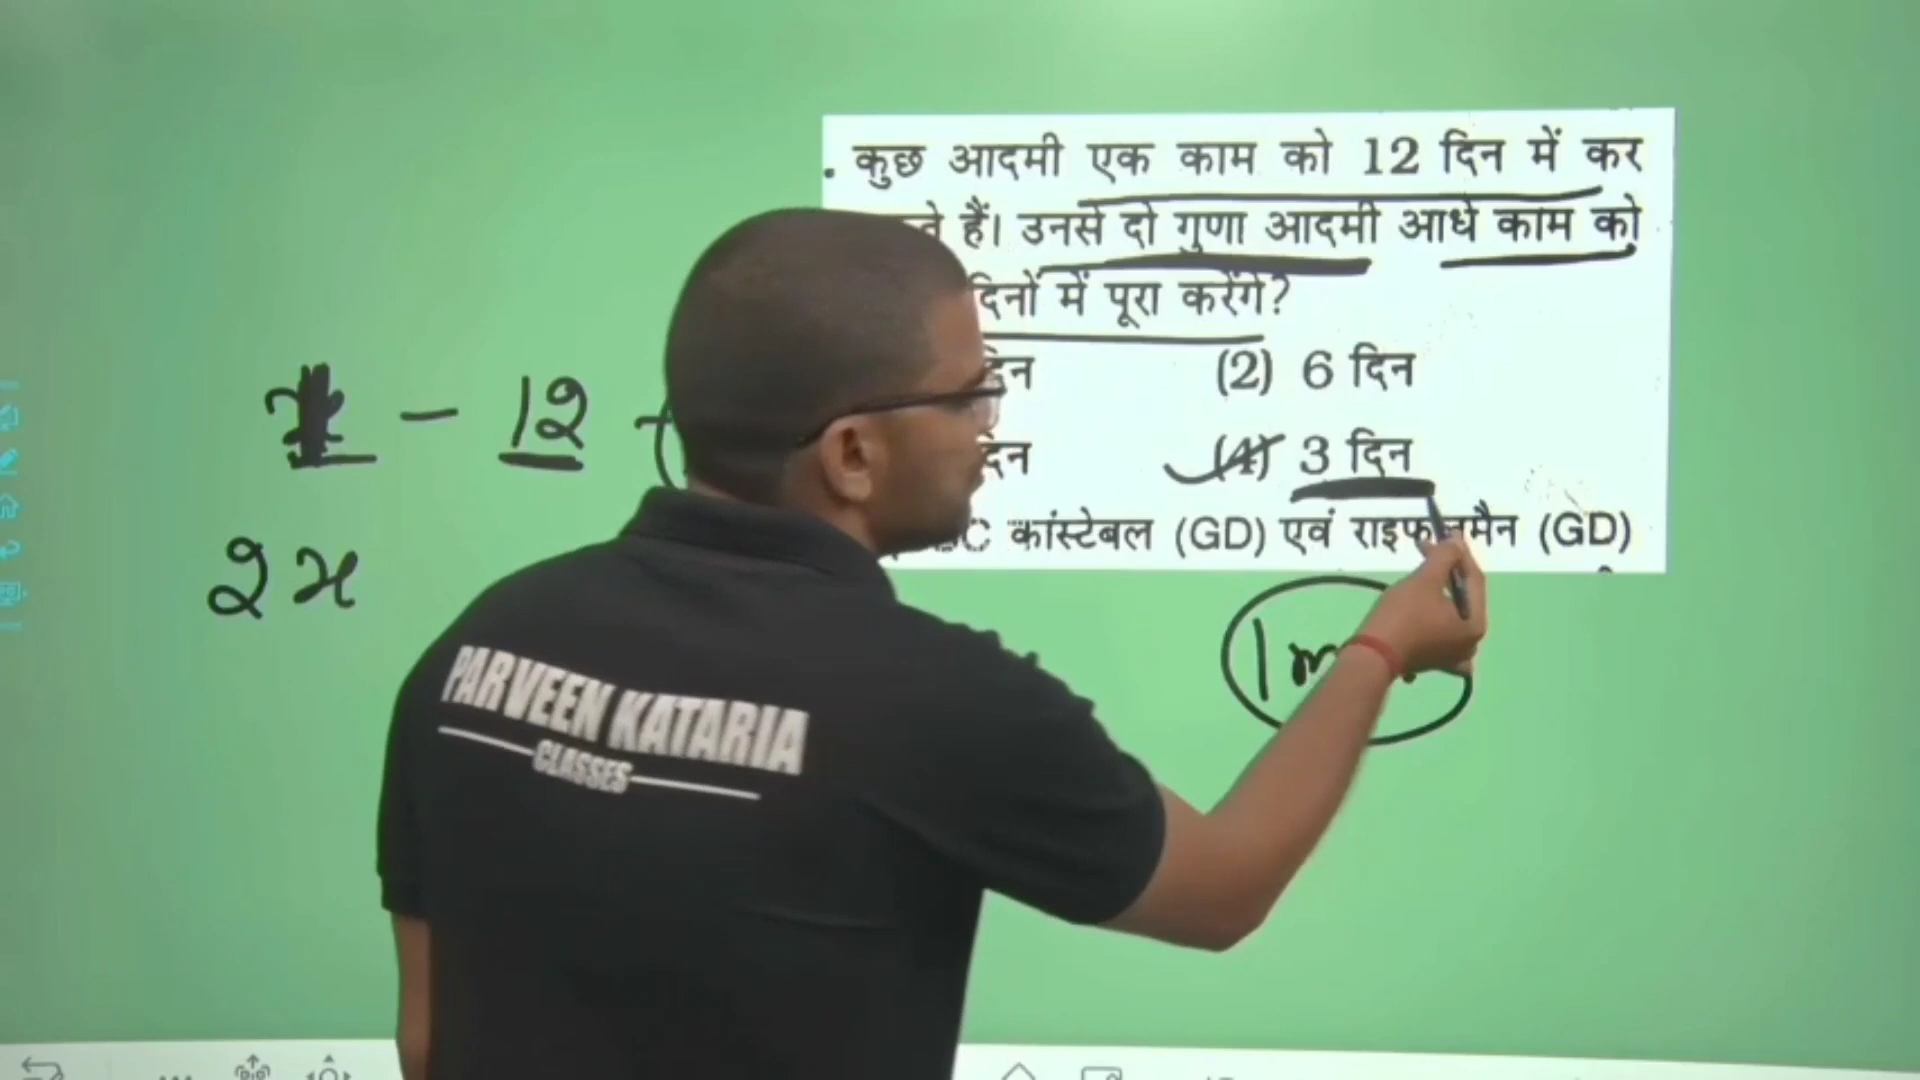 . कुछ आदमी एक काम को 12 दिन में कर
हैं। उनसे दो गुणा आदमी आधे काम को
दिनों में पूरा करेंगे?
(2) 6 दिन
(4) 3 दिन
कांस्टेबल (GD) एवं (GD)
x - 12
2x
PARVEEN KATARIA
CLASSES